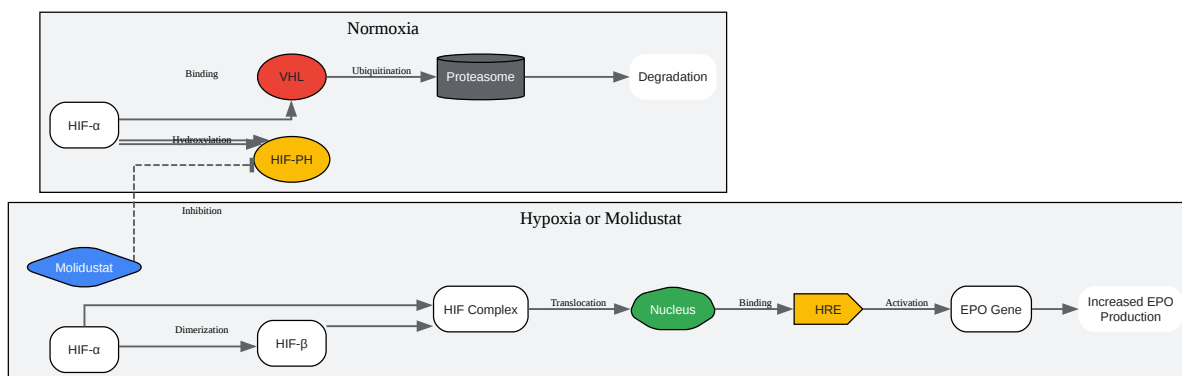 Normoxia
Binding
VHL
Ubiquitination
Proteasome
Degradation
HIF-α
Hydroxylation
HIF-PH
Inhibition
Hypoxia or Molidustat
Molidustat
HIF Complex
Translocation
Nucleus
Binding
HRE
Activation
EPO Gene
Increased EPO
Production
Dimerization
HIF-α
HIF-β